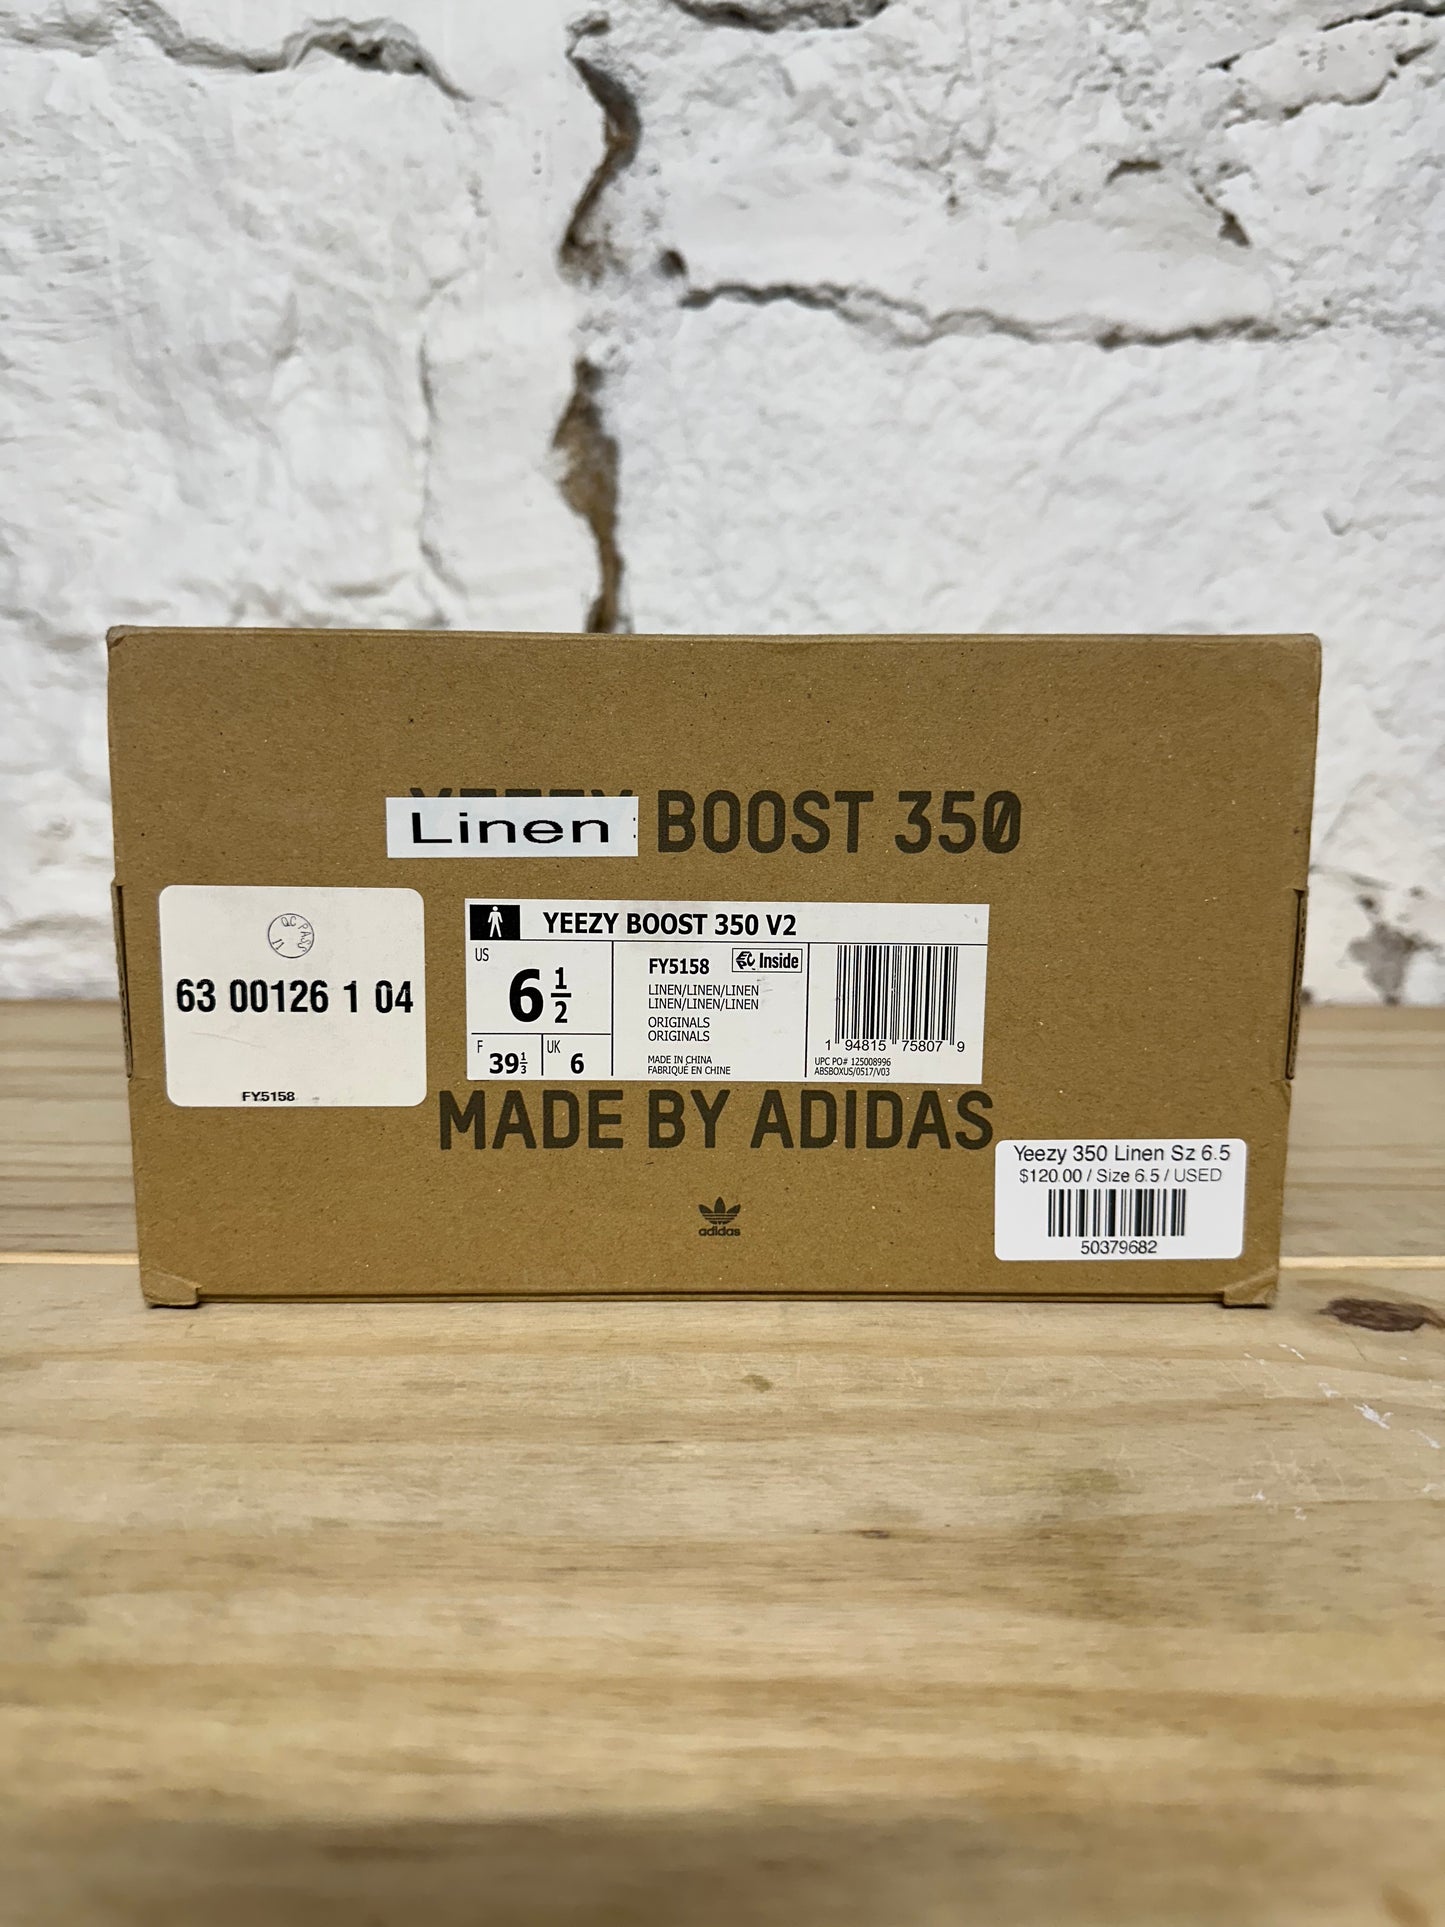 Linen BOOST 350
QC PASS
11
63 00126 1 04
FY5158
YEEZY BOOST 350 V2
US
6 1/2
F 39 1/3
UK 6
FY5158
Inside
LINEN/LINEN/LINEN
LINEN/LINEN/LINEN
ORIGINALS
ORIGINALS
MADE IN CHINA
FABRIQUÉ EN CHINE
1 94815 75807 9
UPC PO# 125008996
ABSBOXUS/0517/V03
MADE BY ADIDAS
adidas
Yeezy 350 Linen Sz 6.5
$120.00 / Size 6.5 / USED
50379682